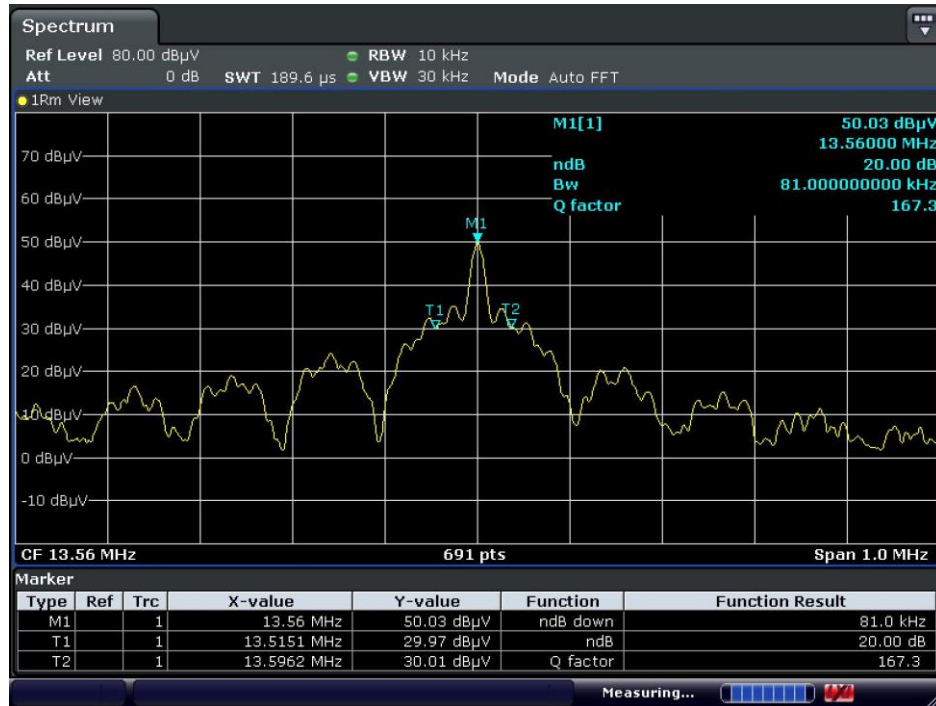 Spectrum
Ref Level 80.00 dBµV RBW 10 kHz
Att 0 dB SWT 189.6 µs VBW 30 kHz Mode Auto FFT
1Rm View
M1[1] 50.03 dBµV
13.56000 MHz
70 dBµV
ndB 20.00 dB
Bw 81.000000000 kHz
60 dBµV
Q factor 167.3
M1
50 dBµV
40 dBµV
T1 T2
30 dBµV
20 dBµV
10 dBµV
0 dBµV
-10 dBµV
CF 13.56 MHz 691 pts Span 1.0 MHz
Marker
Type Ref Trc X-value Y-value Function Function Result
M1 1 13.56 MHz 50.03 dBµV ndB down 81.0 kHz
T1 1 13.5151 MHz 29.97 dBµV ndB 20.00 dB
T2 1 13.5962 MHz 30.01 dBµV Q factor 167.3
Measuring...